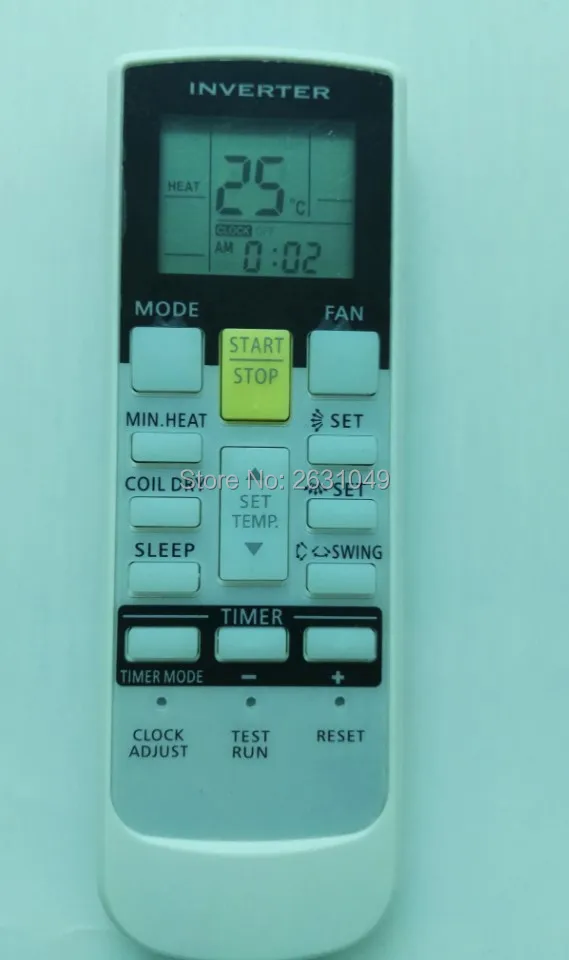 INVERTER
HEAT 25 °C
CLOCK OFF
AM 0:02
MODE
FAN
START
STOP
MIN.HEAT
SET
Store No: 2631049
COIL DRY
SET
SET
TEMP.
SLEEP
SWING
TIMER
TIMER MODE
− +
CLOCK
ADJUST
TEST
RUN
RESET